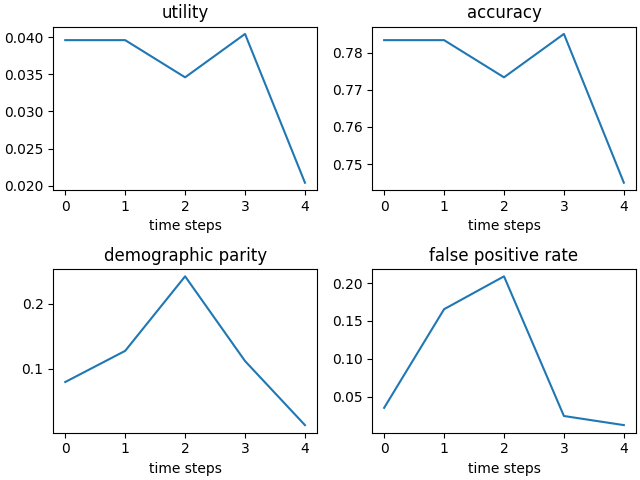 utility
0.040
0.035
0.030
0.025
0.020
0 1 2 3 4
time steps
accuracy
0.78
0.77
0.76
0.75
0 1 2 3 4
time steps
demographic parity
0.2
0.1
0 1 2 3 4
time steps
false positive rate
0.20
0.15
0.10
0.05
0 1 2 3 4
time steps